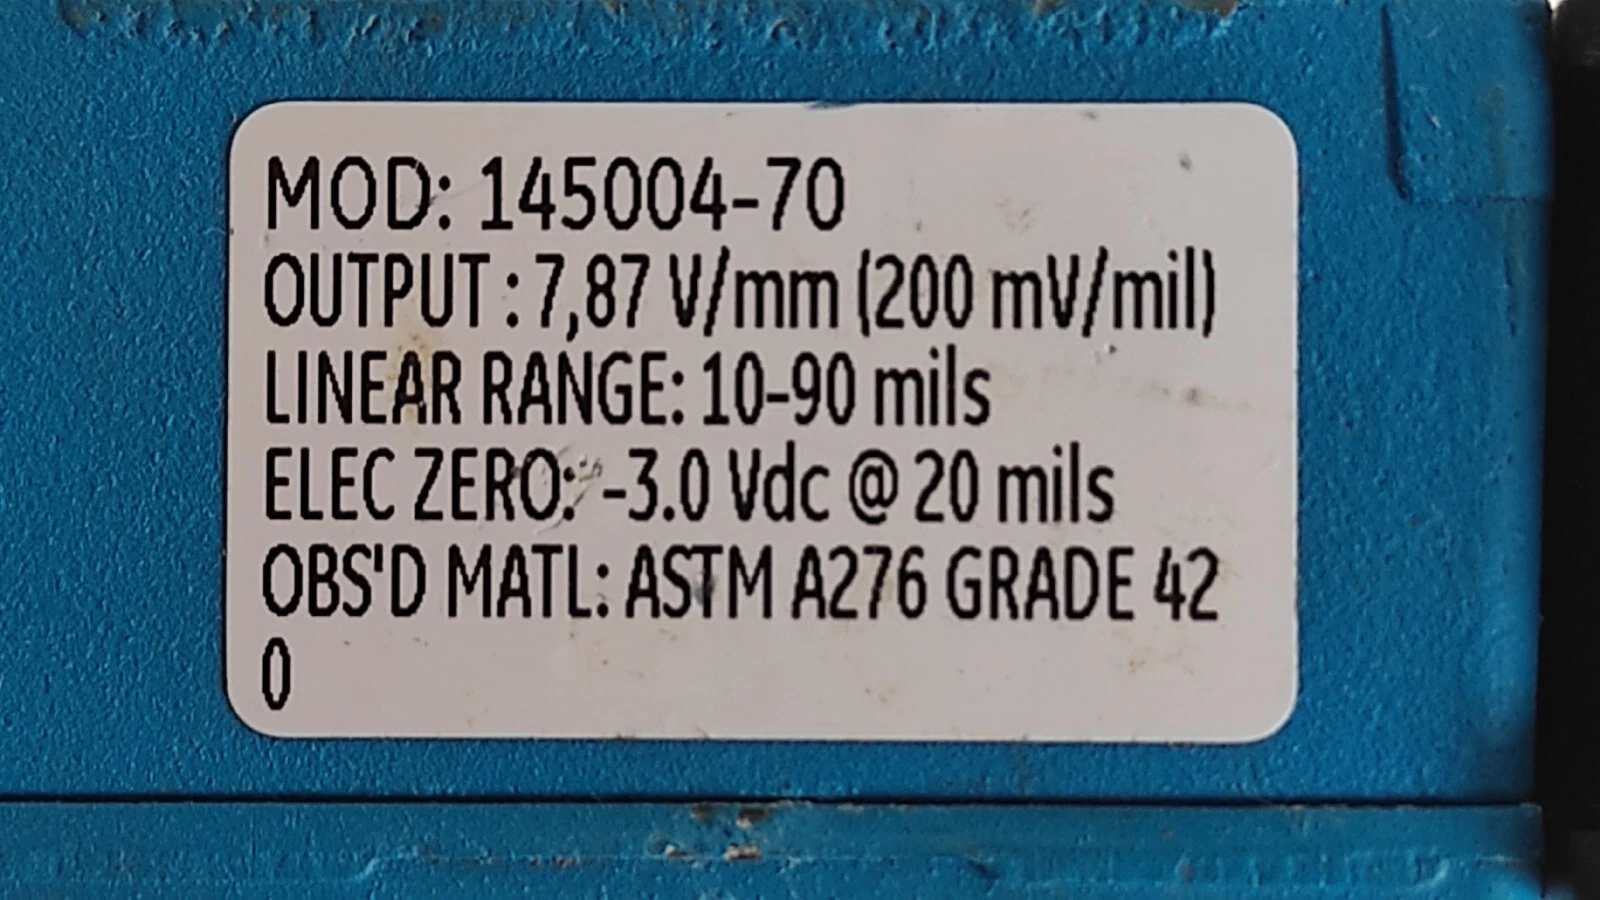 MOD: 145004-70
OUTPUT : 7,87 V/mm (200 mV/mil)
LINEAR RANGE: 10-90 mils
ELEC ZERO: -3.0 Vdc @ 20 mils
OBS'D MATL: ASTM A276 GRADE 42
0